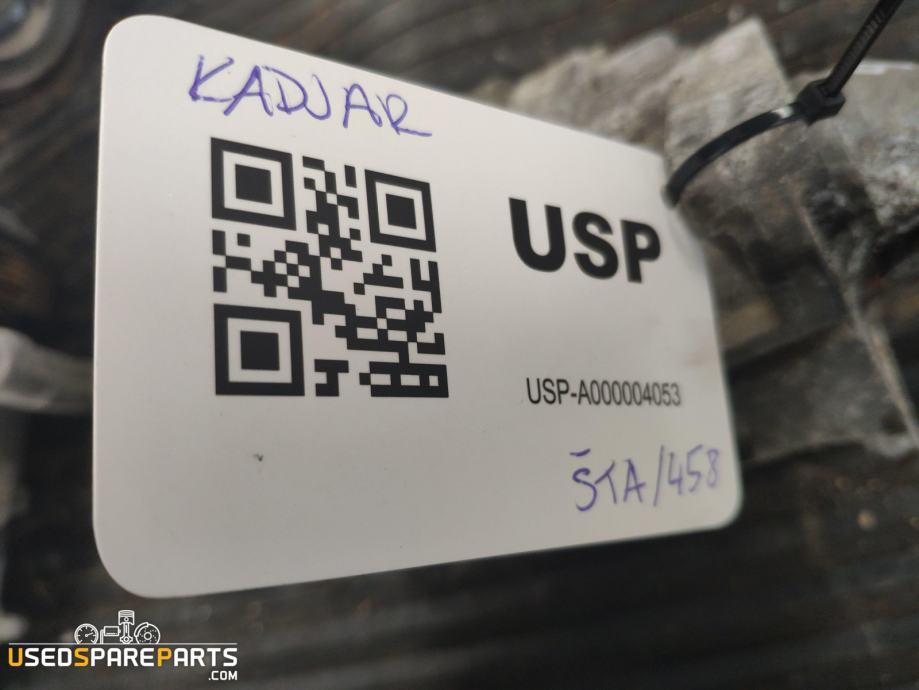 KADJAR
USP
USP-A000004053
ŠTA/458
USEDSPAREPARTS
.COM